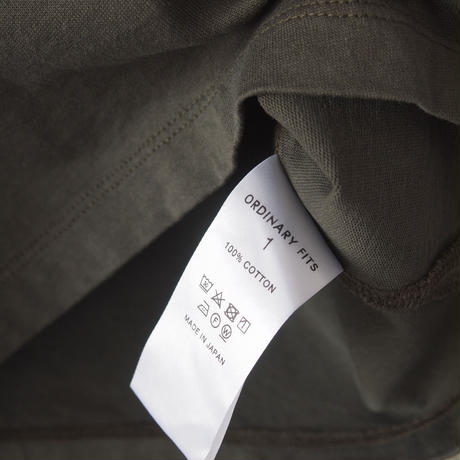 ORDINARY FITS
1
100% COTTON
F W
MADE IN JAPAN